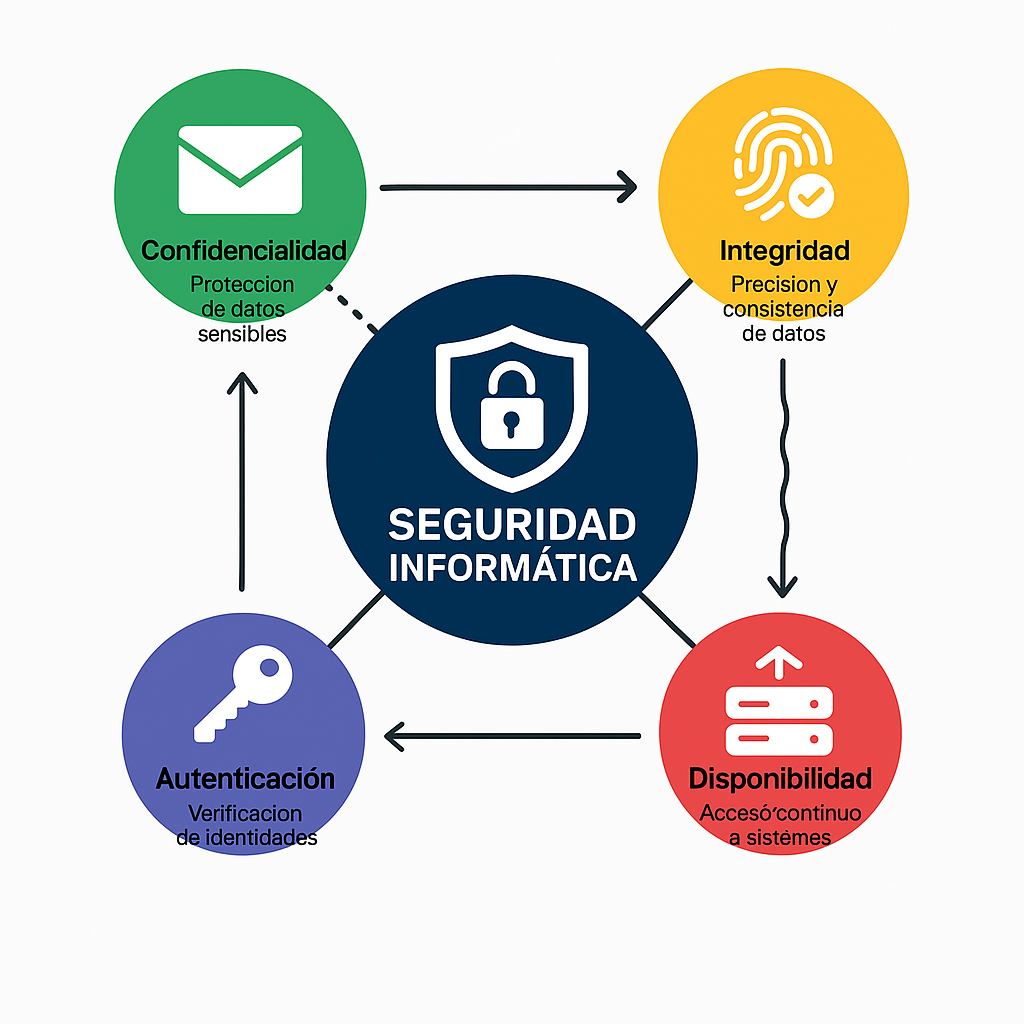 Confidencialidad
Proteccion
de datos
sensibles
Integridad
Precision y
consistencia
de datos
SEGURIDAD
INFORMÁTICA
Autenticación
Verificacion
de identidades
Disponibilidad
Accesó′continuo
a sistėmes